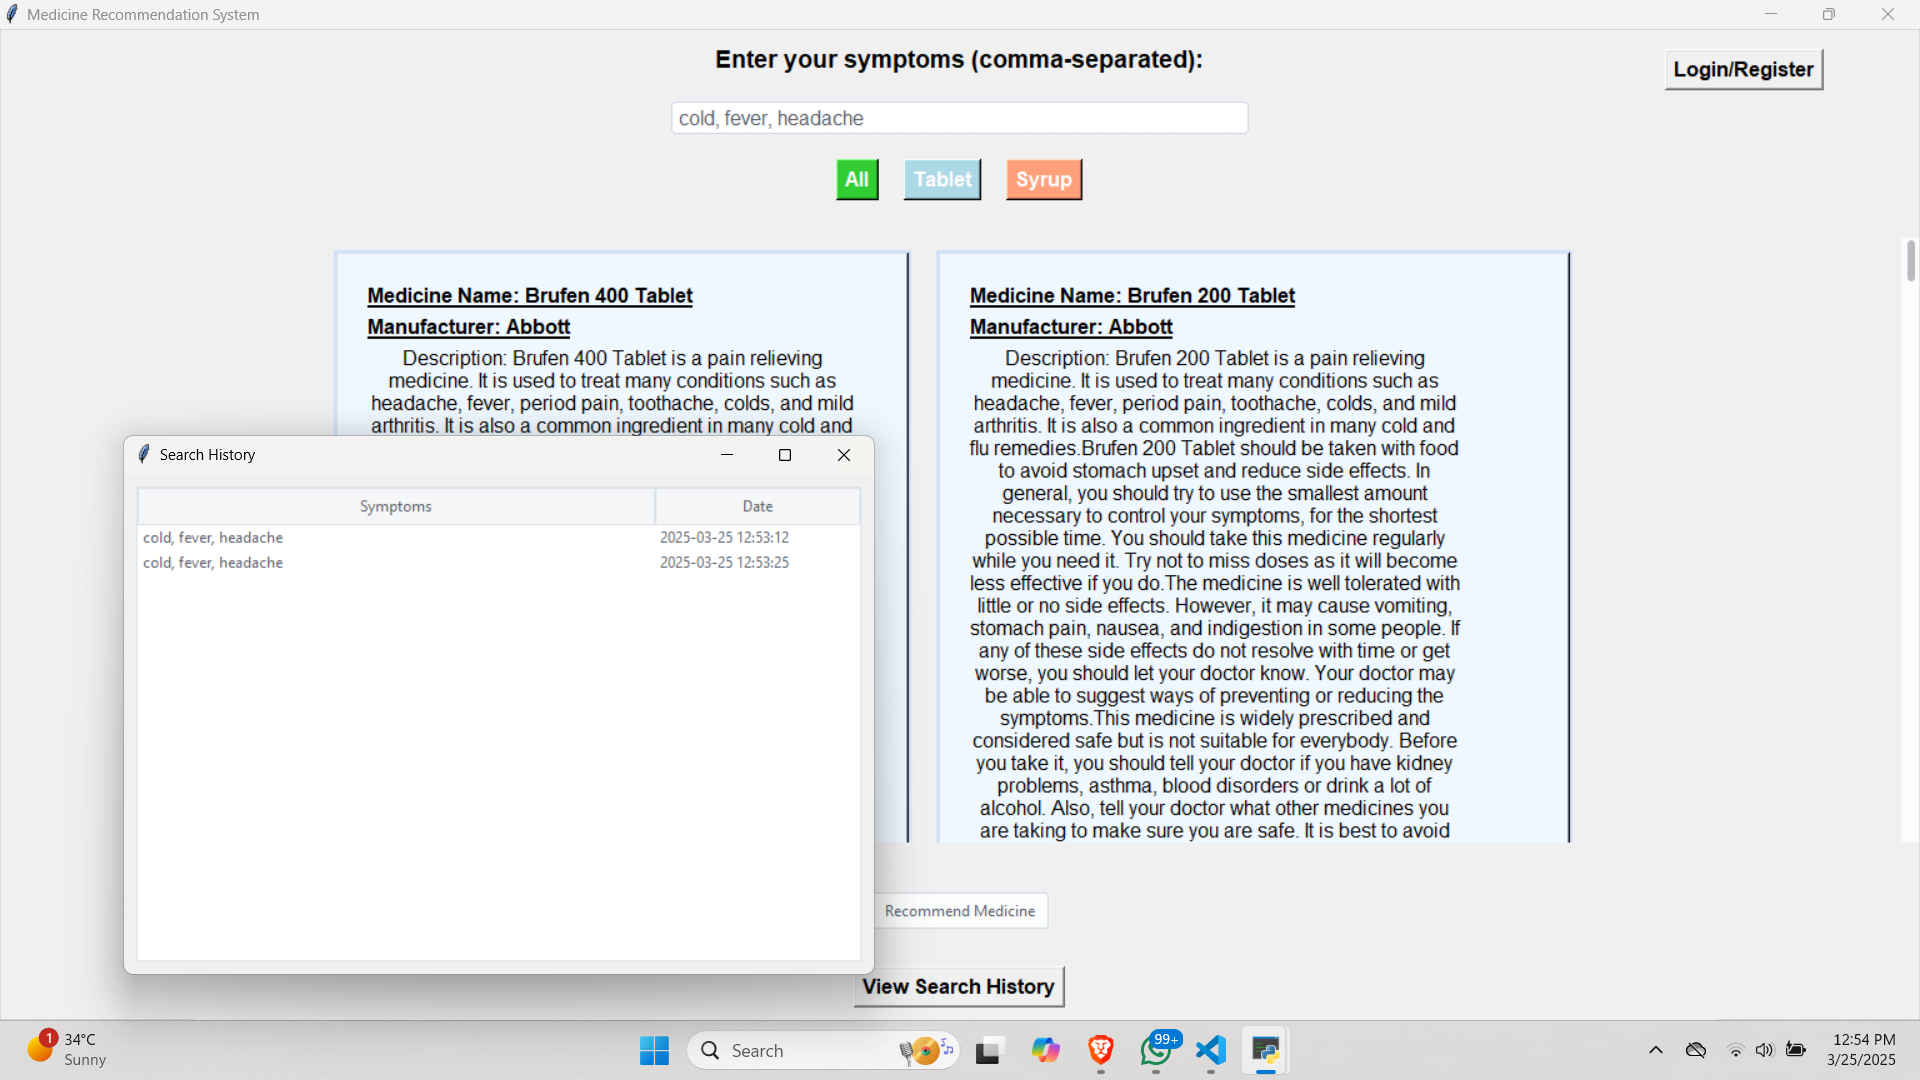 Medicine Recommendation System
Enter your symptoms (comma-separated):
Login/Register
cold, fever, headache
All
Tablet
Syrup
Medicine Name: Brufen 400 Tablet
Manufacturer: Abbott
Description: Brufen 400 Tablet is a pain relieving
medicine. It is used to treat many conditions such as
headache, fever, period pain, toothache, colds, and mild
arthritis. It is also a common ingredient in many cold and
Medicine Name: Brufen 200 Tablet
Manufacturer: Abbott
Description: Brufen 200 Tablet is a pain relieving
medicine. It is used to treat many conditions such as
headache, fever, period pain, toothache, colds, and mild
arthritis. It is also a common ingredient in many cold and
flu remedies.Brufen 200 Tablet should be taken with food
to avoid stomach upset and reduce side effects. In
general, you should try to use the smallest amount
necessary to control your symptoms, for the shortest
possible time. You should take this medicine regularly
while you need it. Try not to miss doses as it will become
less effective if you do.The medicine is well tolerated with
little or no side effects. However, it may cause vomiting,
stomach pain, nausea, and indigestion in some people. If
any of these side effects do not resolve with time or get
worse, you should let your doctor know. Your doctor may
be able to suggest ways of preventing or reducing the
symptoms.This medicine is widely prescribed and
considered safe but is not suitable for everybody. Before
you take it, you should tell your doctor if you have kidney
problems, asthma, blood disorders or drink a lot of
alcohol. Also, tell your doctor what other medicines you
are taking to make sure you are safe. It is best to avoid
Search History
Symptoms
Date
cold, fever, headache
2025-03-25 12:53:12
cold, fever, headache
2025-03-25 12:53:25
Recommend Medicine
View Search History
1
34°C
Sunny
Search
99+
12:54 PM
3/25/2025